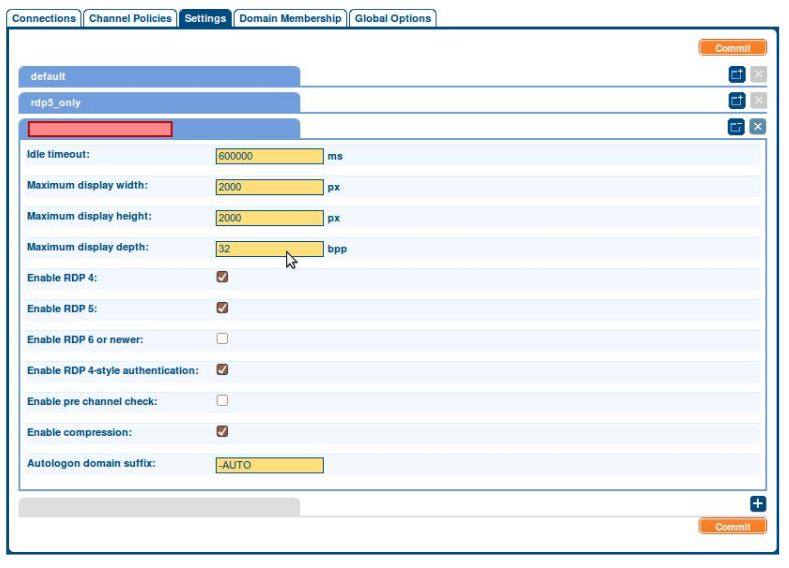 Connections Channel Policies Settings Domain Membership Global Options
Commit
default
rdp5_only
Idle timeout: 600000 ms
Maximum display width: 2000 px
Maximum display height: 2000 px
Maximum display depth: 32 bpp
Enable RDP 4:
Enable RDP 5:
Enable RDP 6 or newer:
Enable RDP 4-style authentication:
Enable pre channel check:
Enable compression:
Autologon domain suffix: -AUTO
Commit